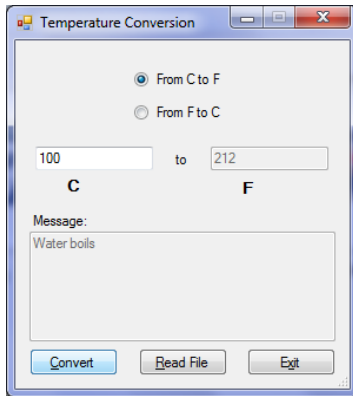 Temperature Conversion
From C to F
From F to C
100 to 212
C F
Message:
Water boils
Convert Read File Exit